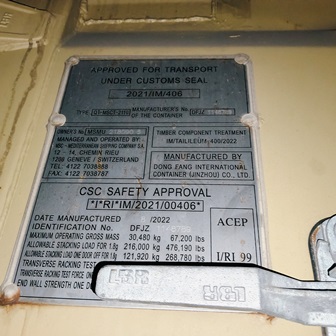 APPROVED FOR TRANSPORT
UNDER CUSTOMS SEAL
2021/IM/406
TYPE
MANUFACTURER'S No.
OF THE CONTAINER DFJZ
OWNER'S No. MSMU
MANAGED AND OPERATED BY:
MSC - MEDITERRANEAN SHIPPING COMPANY S.A.
12 - 14, CHEMIN RIEU
1208 GENEVE / SWITZERLAND
TEL: 4122 7038888
FAX: 4122 7038787
TIMBER COMPONENT TREATMENT
IM/TAILILEUM 400/2022
MANUFACTURED BY
DONG FANG INTERNATIONAL
CONTAINER (JINZHOU) CO., LTD.
CSC SAFETY APPROVAL
*I*RI*IM/2021/00406*
DATE MANUFACTURED /2022
IDENTIFICATION No. DFJZ
MAXIMUM OPERATING GROSS MASS 30,480 kg 67,200 lbs
ALLOWABLE STACKING LOAD FOR 1.8g 216,000 kg 476,190 lbs
ALLOWABLE STACKING LOAD ONE DOOR OFF FOR 1.8g 121,920 kg 268,780 lbs
TRANSVERSE RACKING TEST
TRANSVERSE RACKING TEST FORCE
END WALL STRENGTH ONE
ACEP
I/RI 99